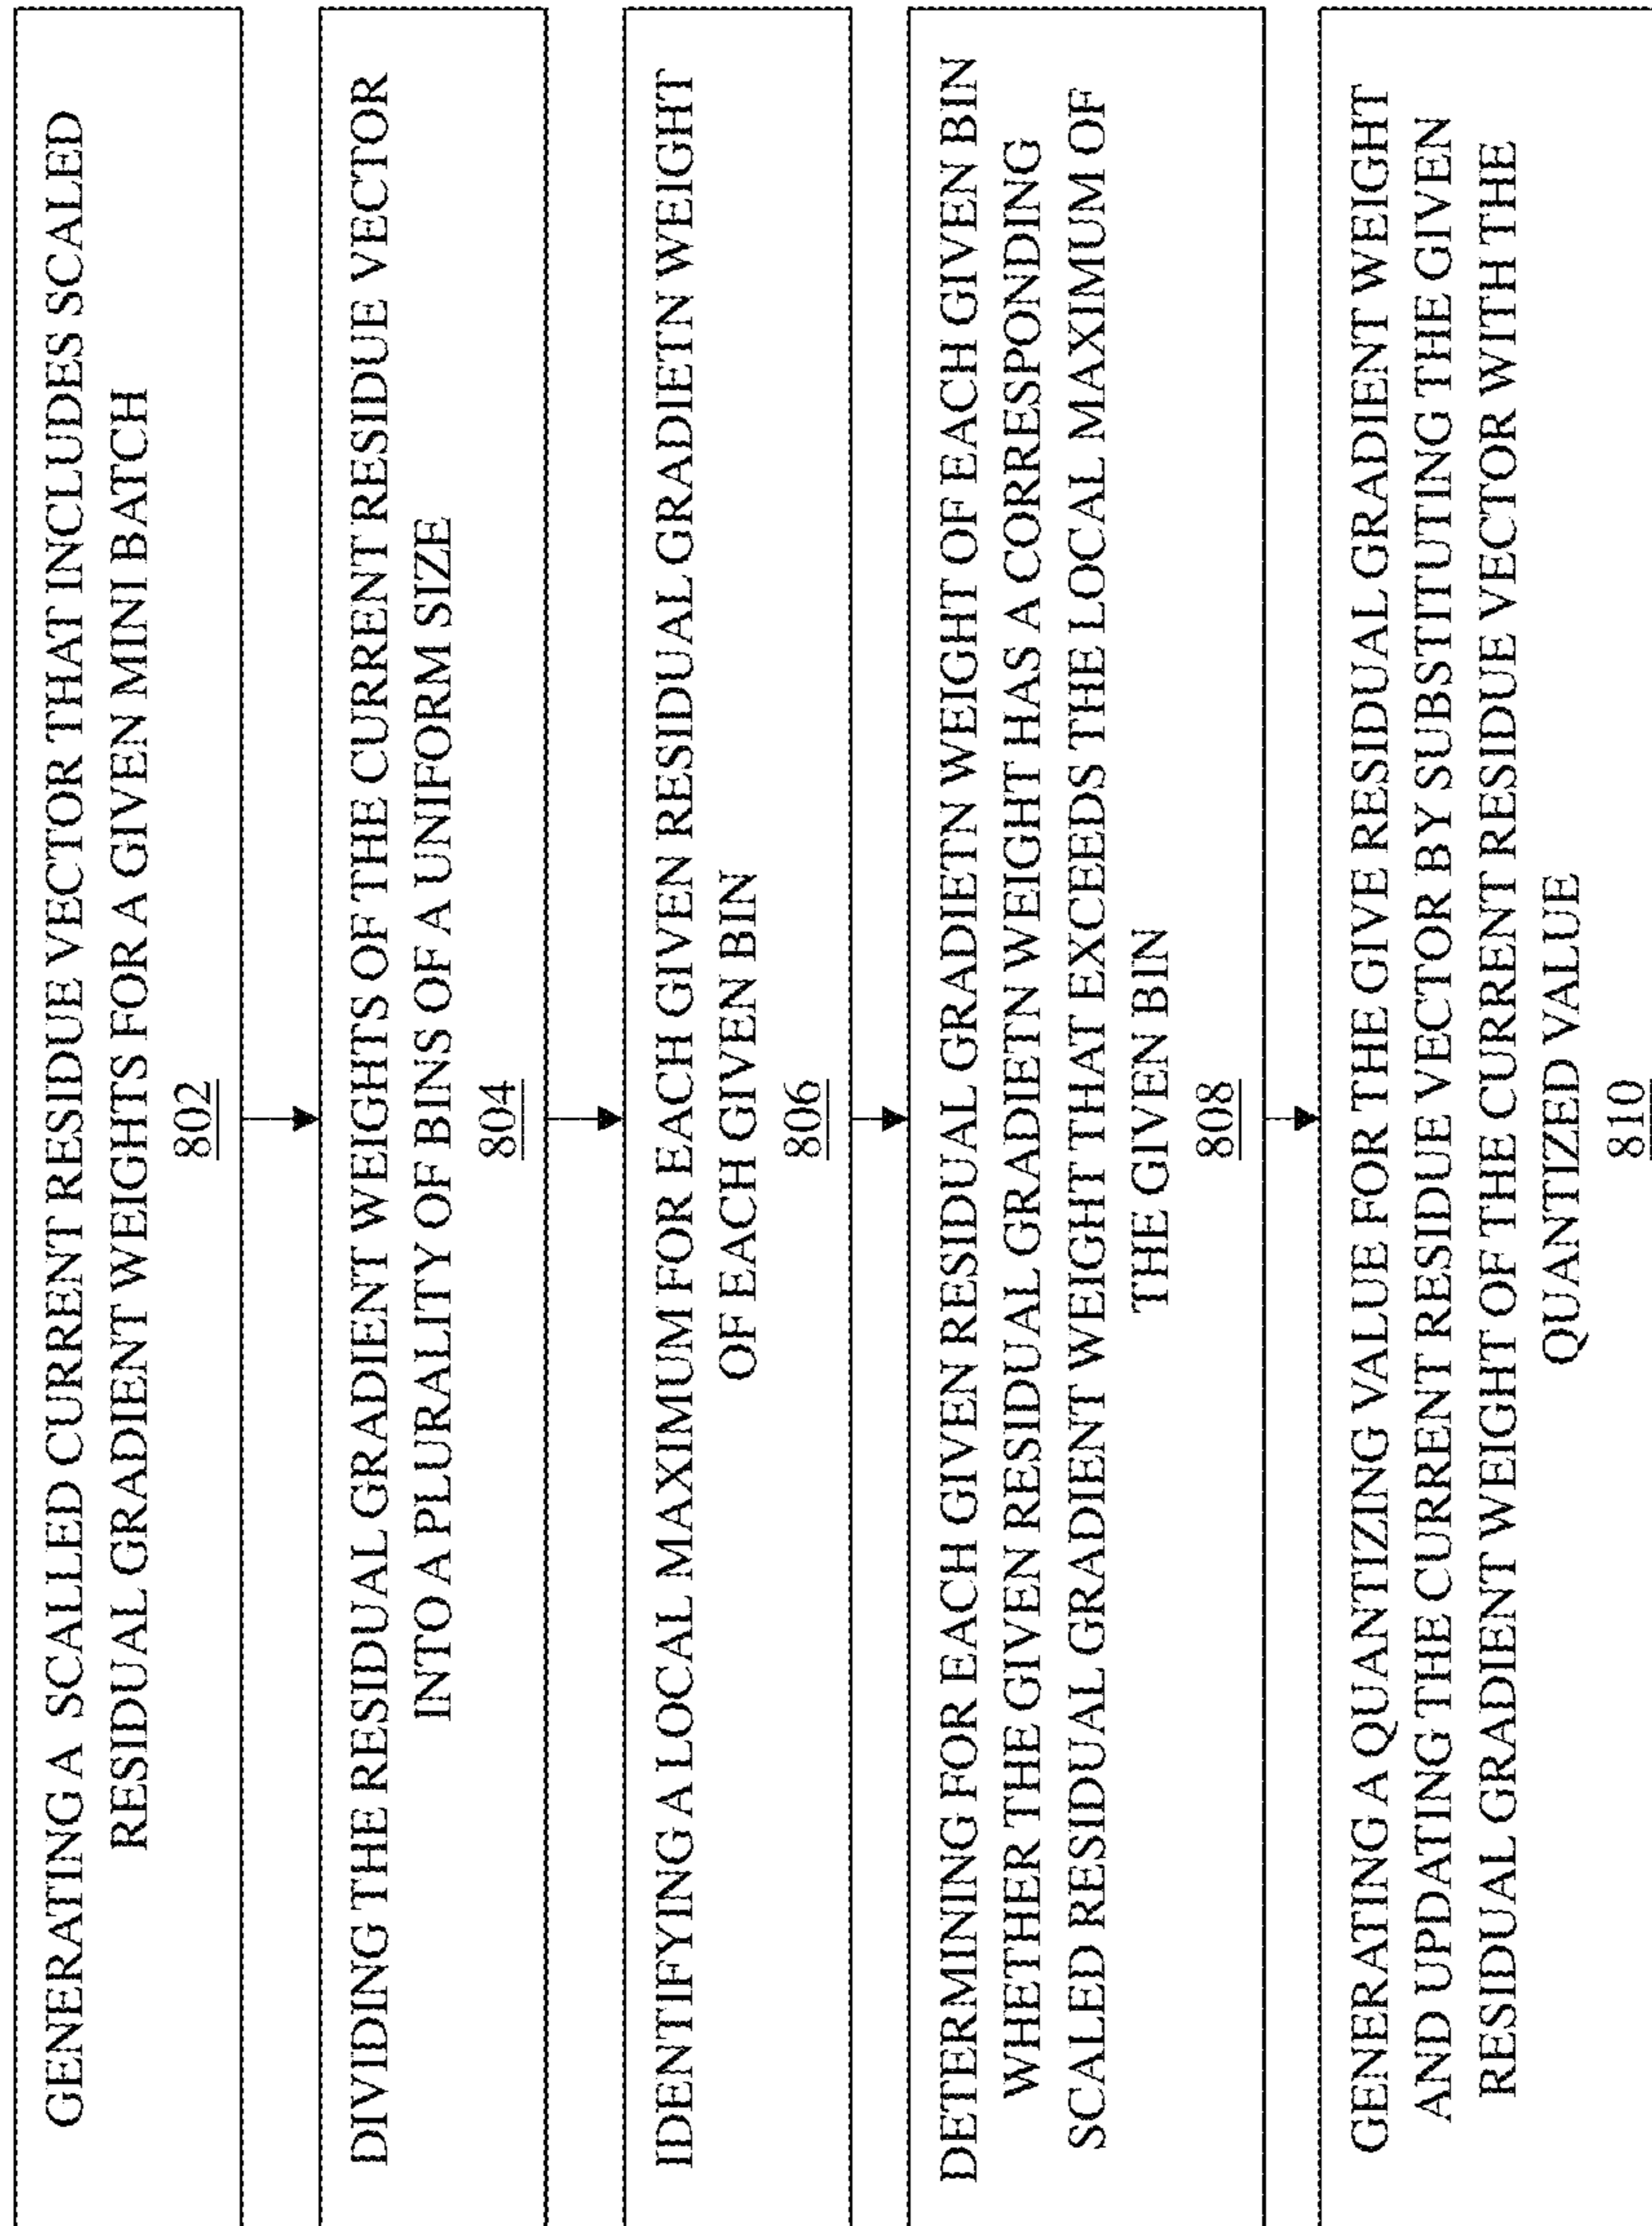 GENERATING A SCALLED CURRENT RESIDUE VECTOR THAT INCLUDES SCALED
RESIDUAL GRADIENT WEIGHTS FOR A GIVEN MINI BATCH
802
DIVIDING THE RESIDUAL GRADIENT WEIGHTS OF THE CURRENT RESIDUE VECTOR
INTO A PLURALITY OF BINS OF A UNIFORM SIZE
804
IDENTIFYING A LOCAL MAXIMUM FOR EACH GIVEN RESIDUAL GRADIETN WEIGHT
OF EACH GIVEN BIN
806
DETERMINING FOR EACH GIVEN RESIDUAL GRADIETN WEIGHT OF EACH GIVEN BIN
WHETHER THE GIVEN RESIDUAL GRADIETN WEIGHT HAS A CORRESPONDING
SCALED RESIDUAL GRADIENT WEIGHT THAT EXCEEDS THE LOCAL MAXIMUM OF
THE GIVEN BIN
808
GENERATING A QUANTIZING VALUE FOR THE GIVE RESIDUAL GRADIENT WEIGHT
AND UPDATING THE CURRENT RESIDUE VECTOR BY SUBSTITUTING THE GIVEN
RESIDUAL GRADIENT WEIGHT OF THE CURRENT RESIDUE VECTOR WITH THE
QUANTIZED VALUE
810